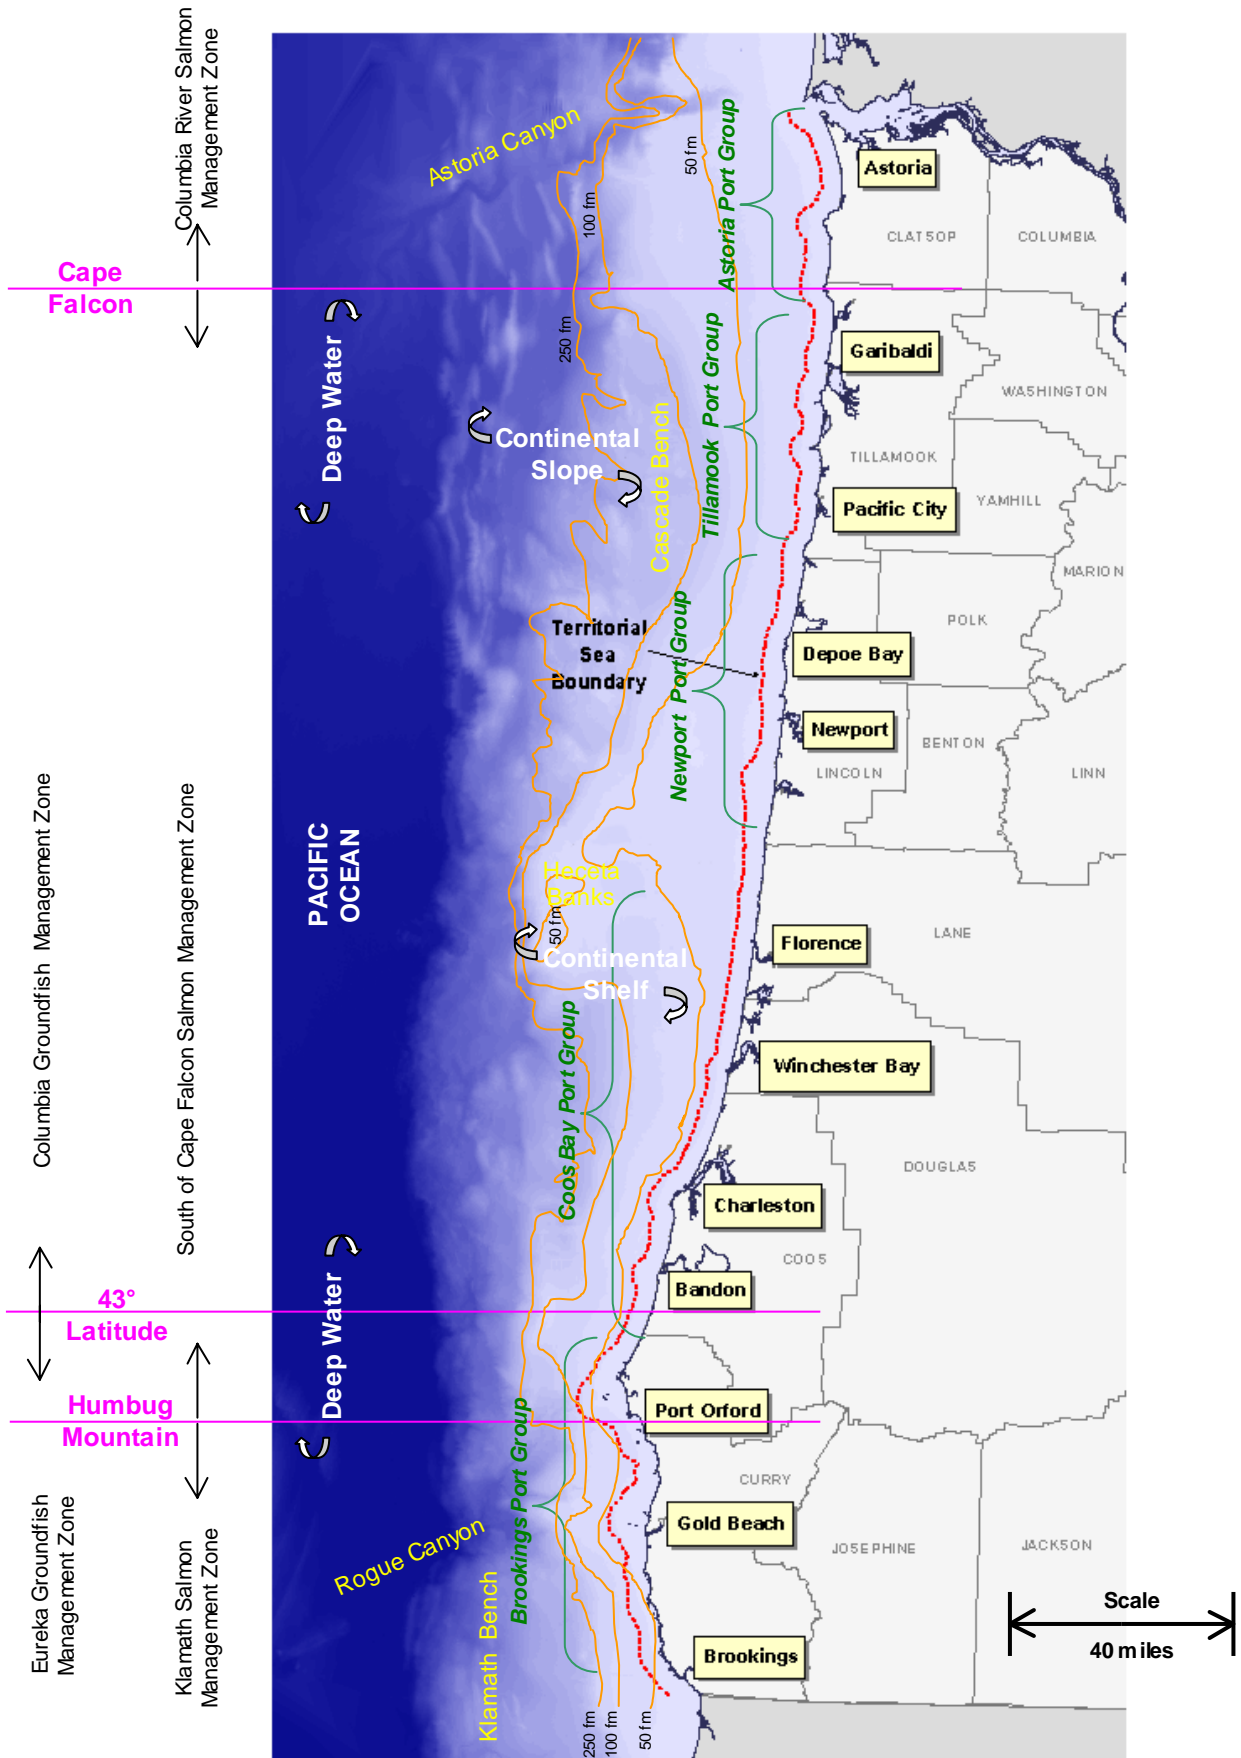 Columbia River Salmon
Management Zone
Astoria Canyon
50 fm
100 fm
Astoria Port Group
Astoria
CLATSOP
COLUMBIA
Cape
Falcon
250 fm
Deep Water
Garibaldi
Tillamook Port Group
WASHINGTON
Continental
Slope
Cascade Bench
TILLAMOOK
Pacific City
YAMHILL
MARION
Territorial
Sea
Boundary
Newport Port Group
POLK
Depoe Bay
Newport
BENTON
LINCOLN
LINN
Columbia Groundfish Management Zone
South of Cape Falcon Salmon Management Zone
PACIFIC
OCEAN
Heceta
Banks
50 fm
Continental
Shelf
Florence
LANE
Coos Bay Port Group
Winchester Bay
DOUGLAS
Charleston
COOS
Bandon
43°
Latitude
Deep Water
Humbug
Mountain
Port Orford
Brookings Port Group
CURRY
Gold Beach
JOSEPHINE
JACKSON
Rogue Canyon
Klamath Bench
Eureka Groundfish
Management Zone
Klamath Salmon
Management Zone
Scale
40 miles
Brookings
250 fm
100 fm
50 fm